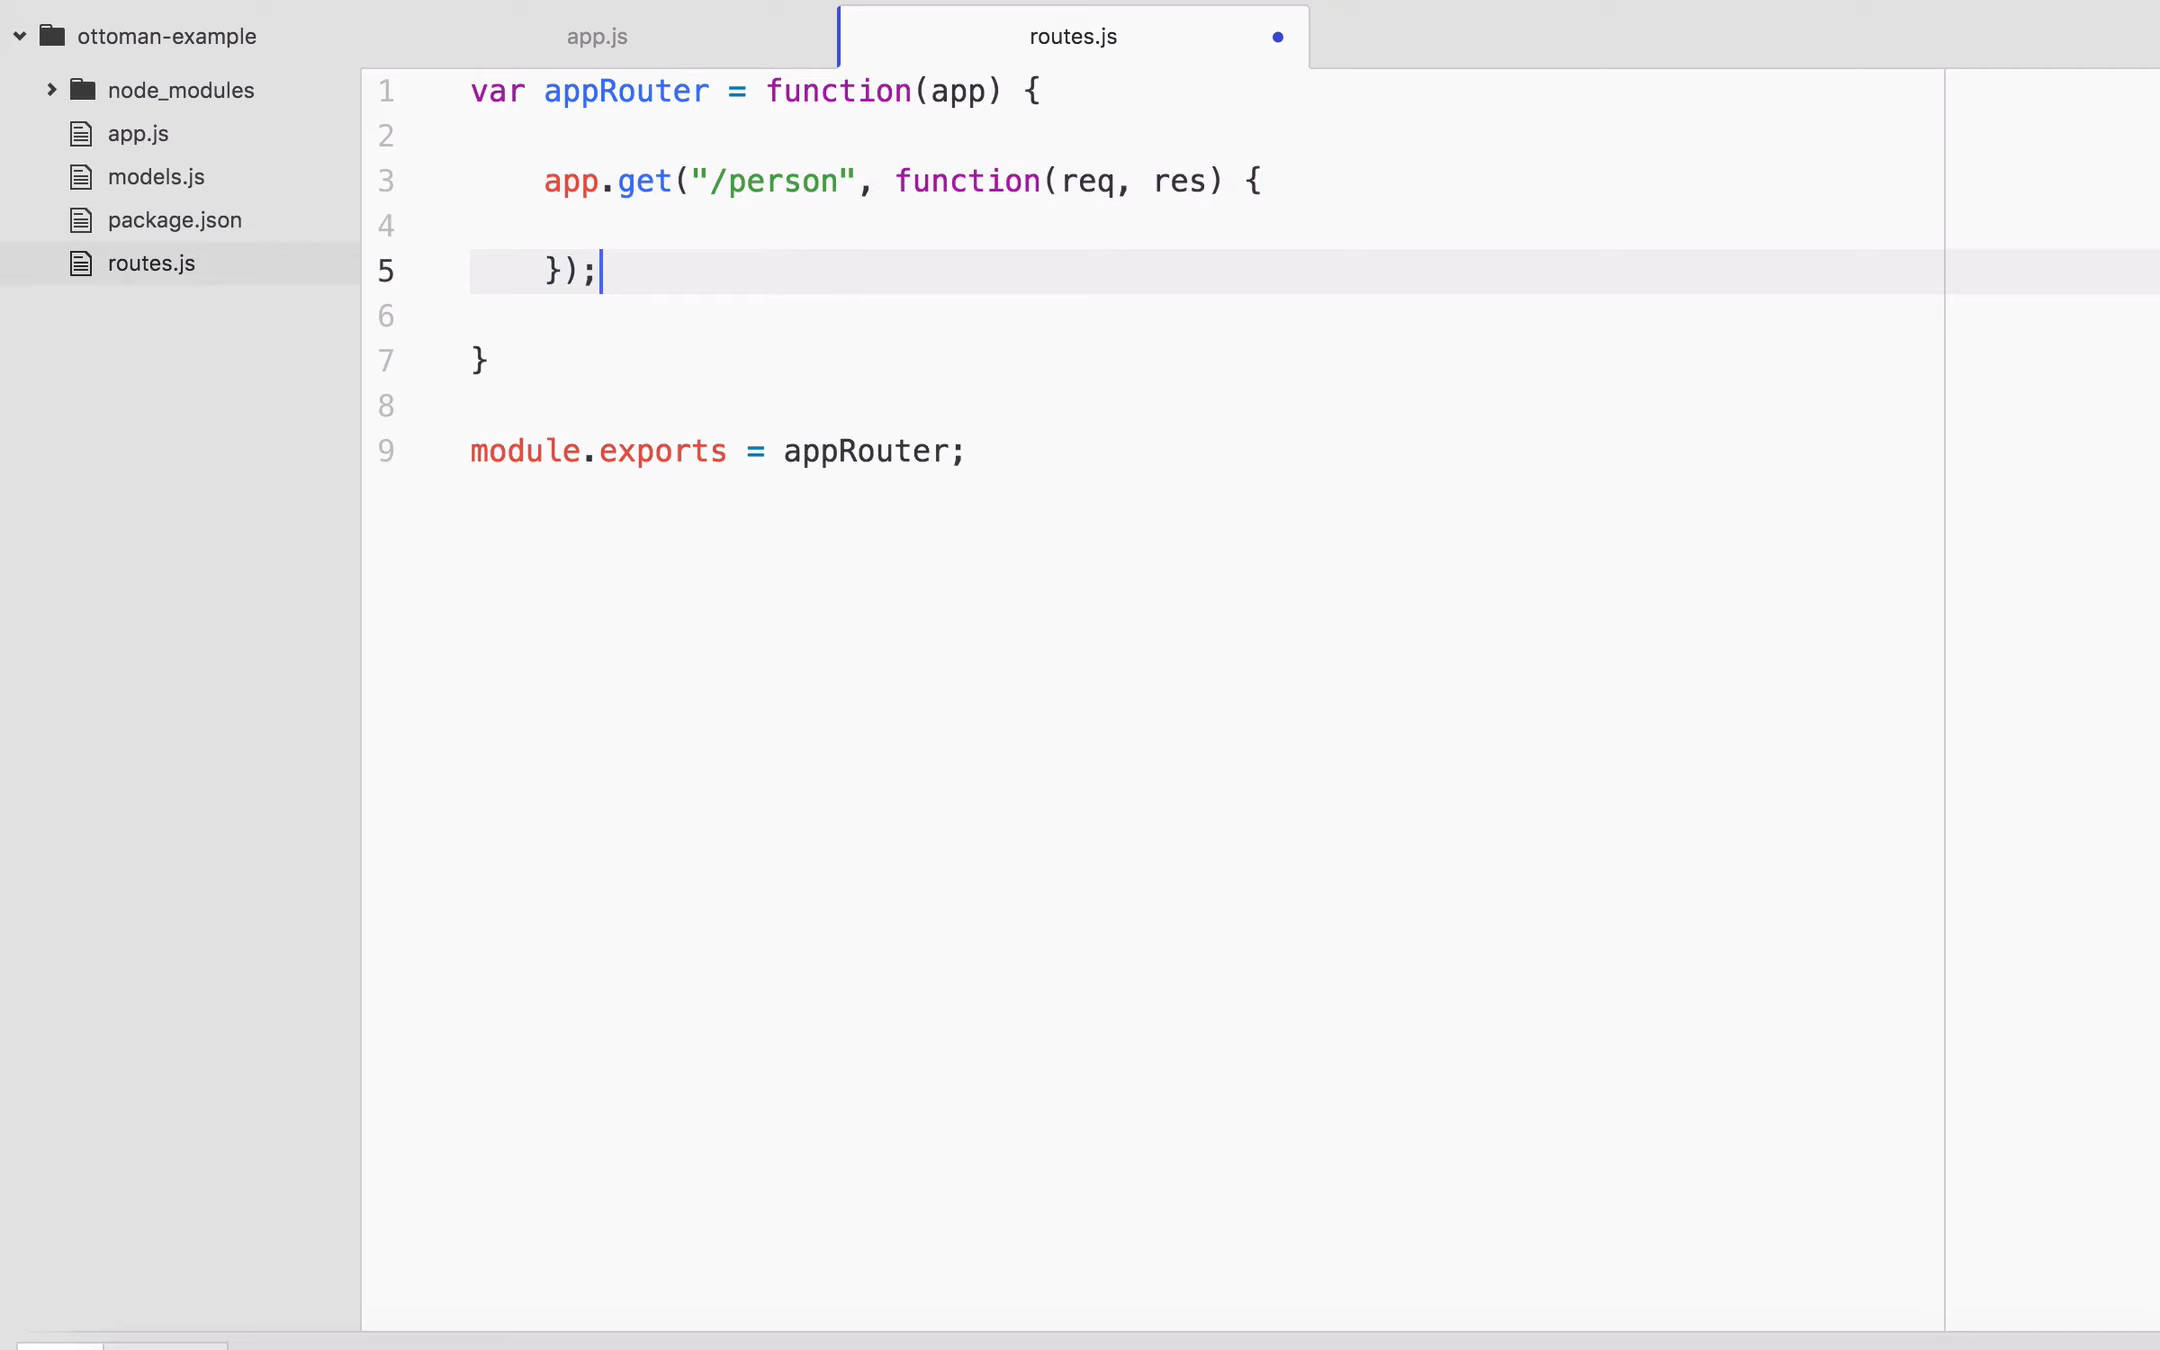 ottoman-example
node_modules
app.js
models.js
package.json
routes.js
app.js
routes.js
1 var appRouter = function(app) {
2
3 app.get("/person", function(req, res) {
4
5 });
6
7 }
8
9 module.exports = appRouter;